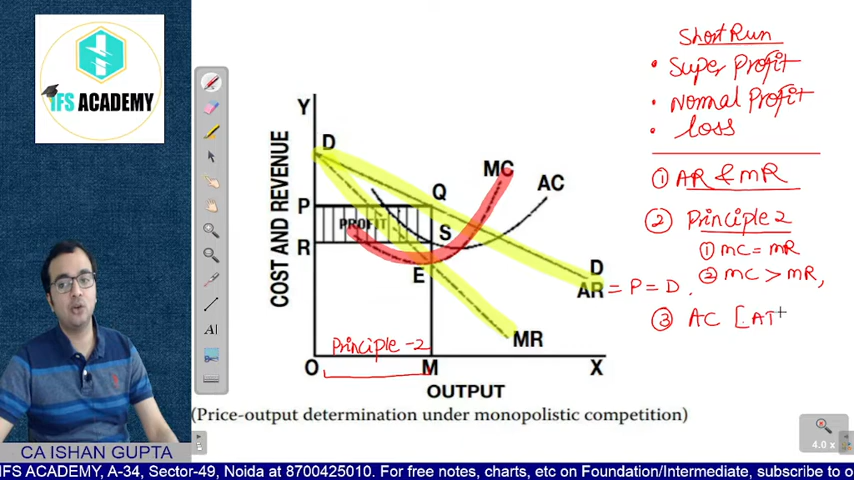 IFS ACADEMY
Short Run
• Super Profit
• Normal Profit
• loss
① AR & MR
② Principle 2
① MC = MR
② MC > MR,
③ AC [AT
Y
COST AND REVENUE
D
P
R
PROFIT
Q
S
E
MC
AC
D
AR = P = D.
MR
Principle -2
O
M
X
OUTPUT
(Price-output determination under monopolistic competition)
A
4.0 x
CA ISHAN GUPTA
IFS ACADEMY, A-34, Sector-49, Noida at 8700425010. For free notes, charts, etc on Foundation/Intermediate, subscribe to o